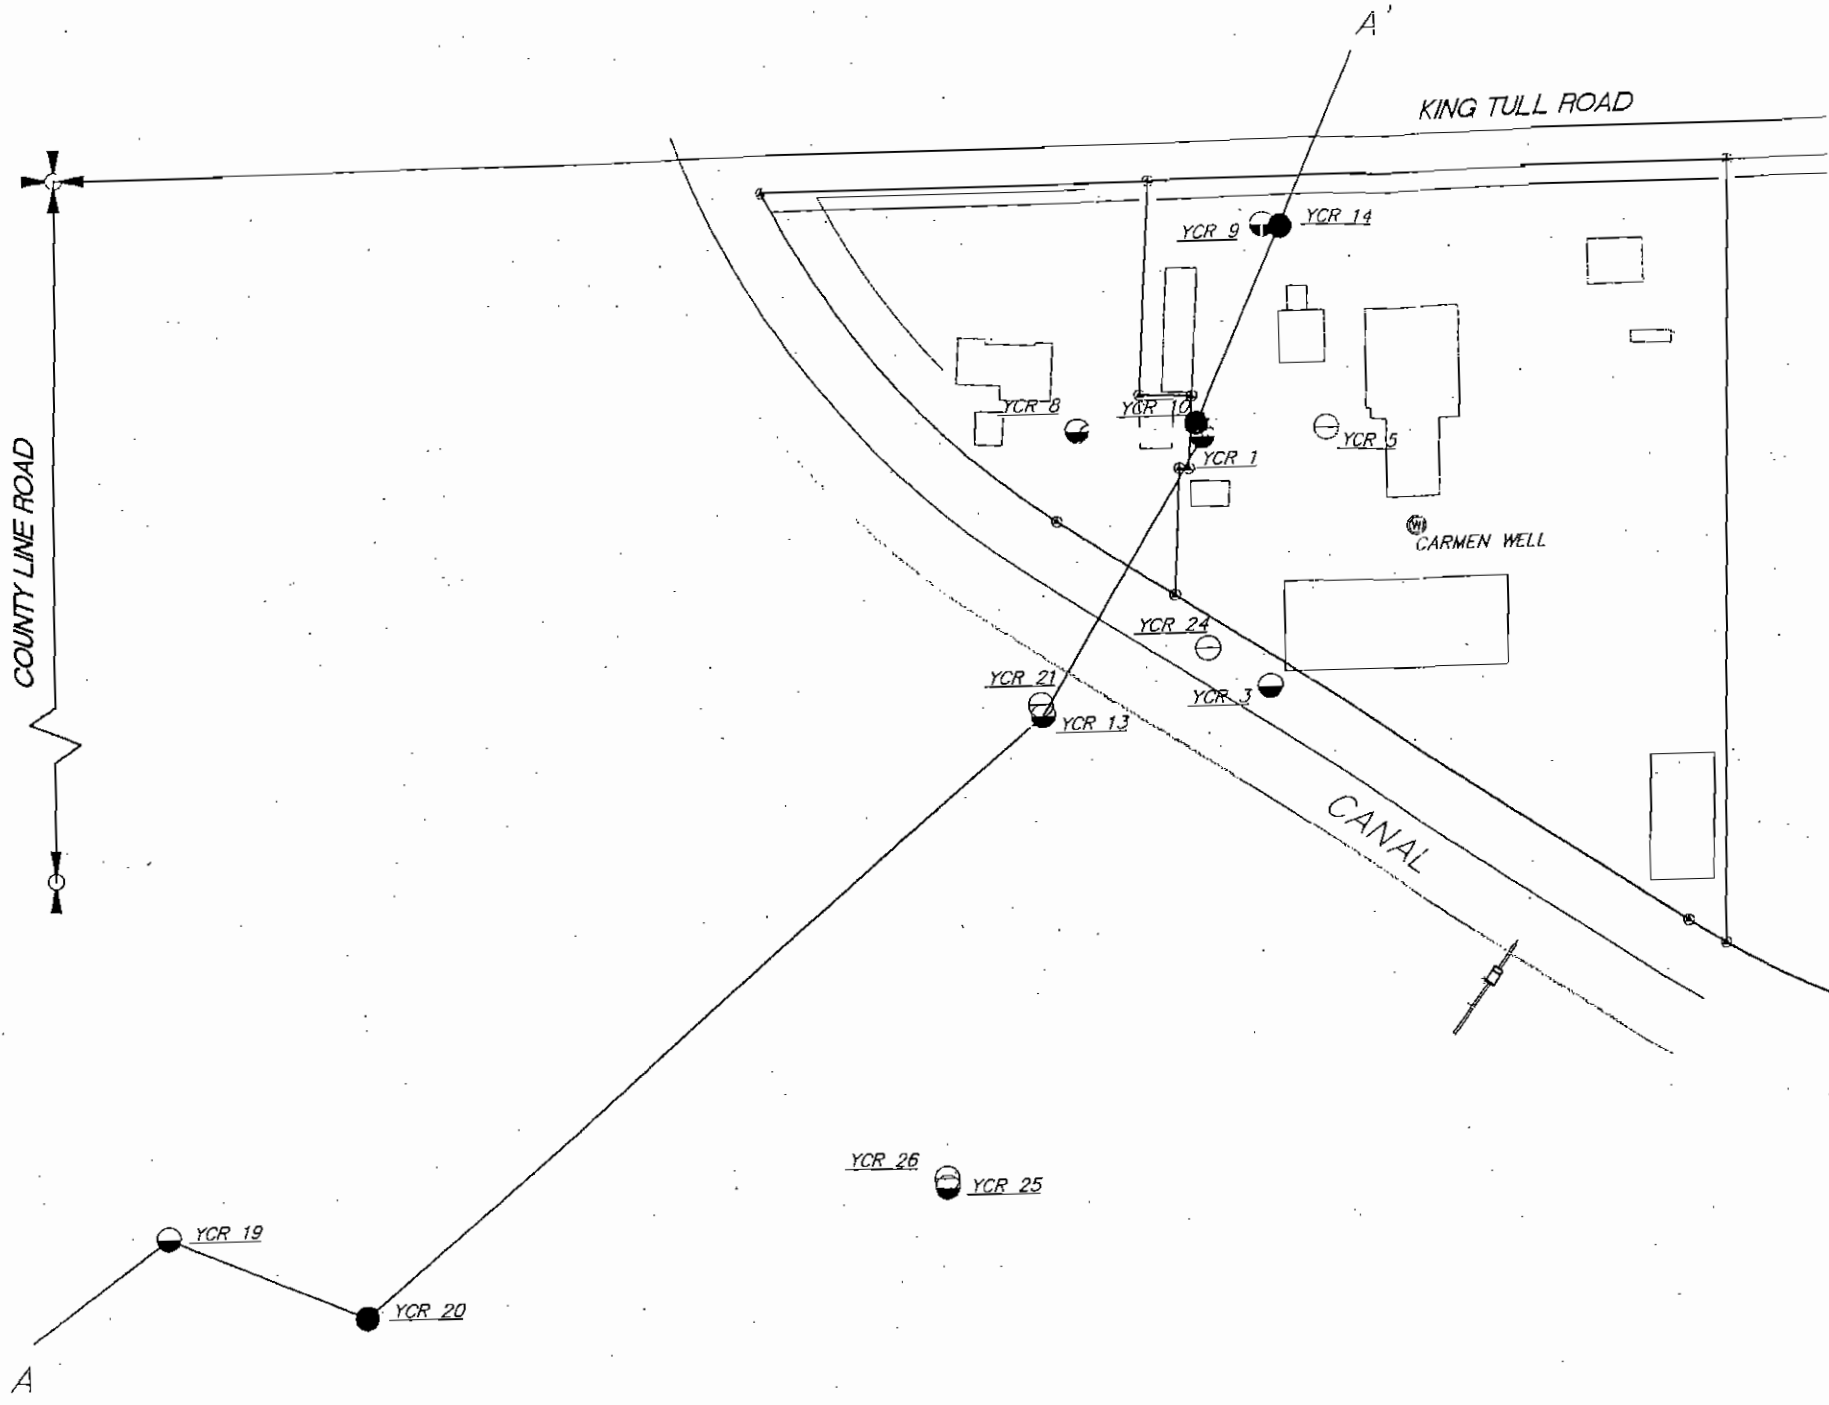 A'
KING TULL ROAD
YCR 14
YCR 9
YCR 8
YCR 10
YCR 5
YCR 1
COUNTY LINE ROAD
W
CARMEN WELL
YCR 24
YCR 21
YCR 3
YCR 13
CANAL
YCR 26
YCR 25
YCR 19
YCR 20
A